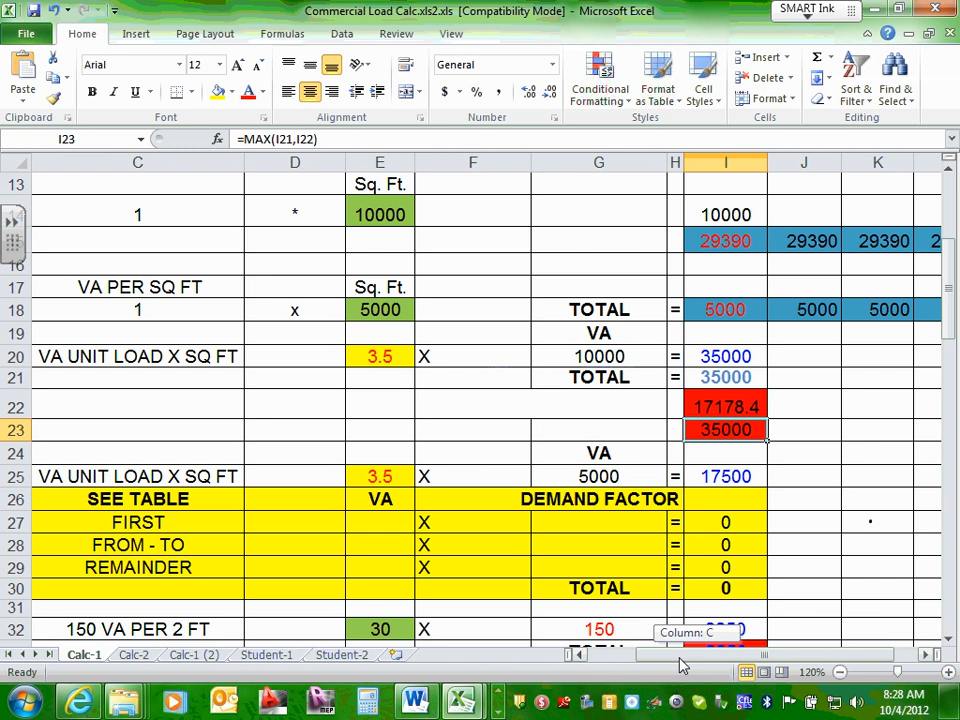 Commercial Load Calc.xls2.xls [Compatibility Mode] - Microsoft Excel
SMART Ink
File Home Insert Page Layout Formulas Data Review View
Arial 12 General
Paste
Conditional Formatting Format as Table Cell Styles
Insert
Delete
Format
Sort & Filter Find & Select
Clipboard Font Alignment Number Styles Cells Editing
I23 fx =MAX(I21,I22)
C D E F G H I J K
13 Sq. Ft.
14 1 * 10000 10000
29390 29390 29390 2
16
17 VA PER SQ FT Sq. Ft.
18 1 x 5000 TOTAL = 5000 5000 5000
19 VA
20 VA UNIT LOAD X SQ FT 3.5 X 10000 = 35000
21 TOTAL = 35000
22 17178.4
23 35000
24 VA
25 VA UNIT LOAD X SQ FT 3.5 X 5000 = 17500
26 SEE TABLE VA DEMAND FACTOR
27 FIRST X = 0
28 FROM - TO X = 0
29 REMAINDER X = 0
30 TOTAL = 0
31
32 150 VA PER 2 FT 30 X 150
Column: C
Calc-1 Calc-2 Calc-1 (2) Student-1 Student-2
Ready 120%
8:28 AM
10/4/2012